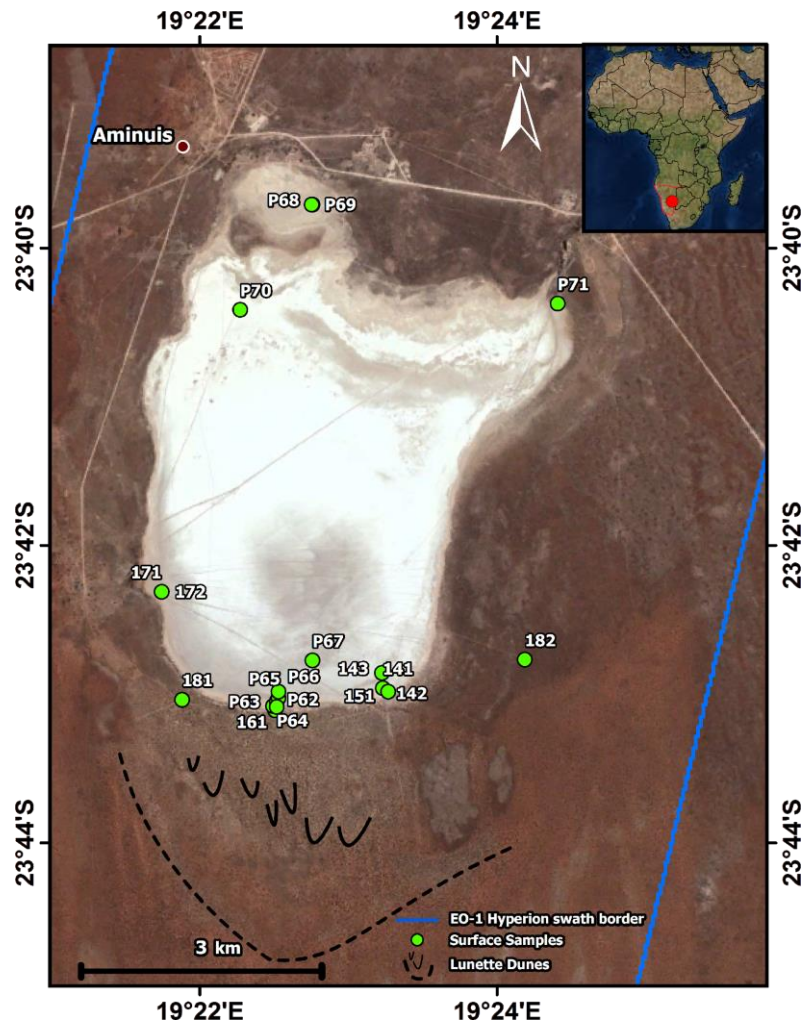 19°22'E 19°24'E
N
Aminuis
P68 P69
23°40'S 23°40'S
P70 P71
23°42'S 23°42'S
171
172
P67 182
143 141
P65 P66
181 151 142
P63 P62
161 P64
23°44'S 23°44'S
EO-1 Hyperion swath border
3 km
Surface Samples
Lunette Dunes
19°22'E 19°24'E